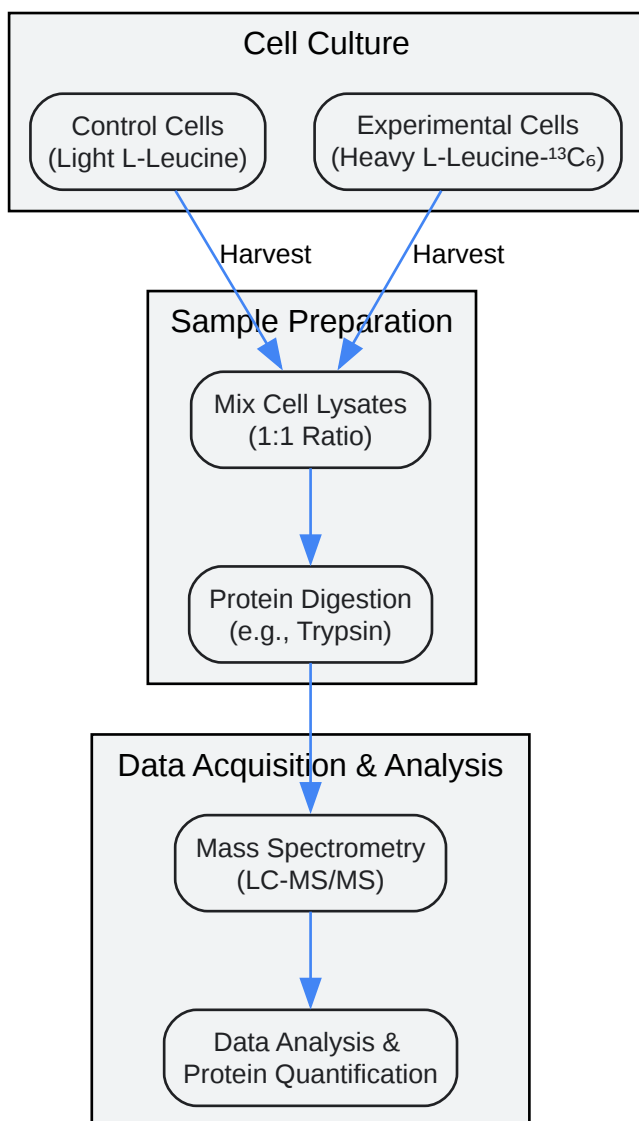 Cell Culture
Control Cells
(Light L-Leucine)
Experimental Cells
(Heavy L-Leucine-¹³C₆)
Harvest
Harvest
Sample Preparation
Mix Cell Lysates
(1:1 Ratio)
Protein Digestion
(e.g., Trypsin)
Data Acquisition & Analysis
Mass Spectrometry
(LC-MS/MS)
Data Analysis &
Protein Quantification